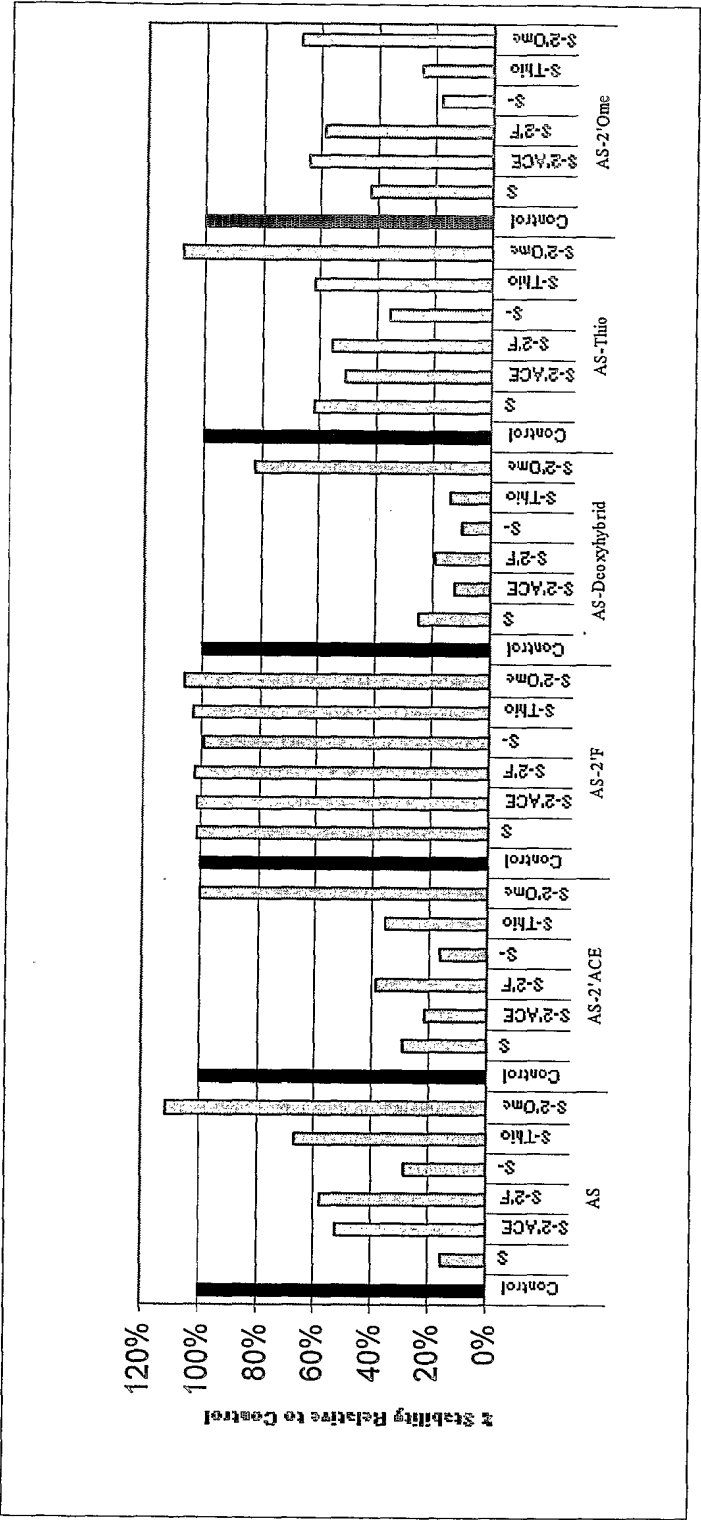 % Stability Relative to Control
120%
100%
80%
60%
40%
20%
0%
Control
S
S-2'ACE
S-2'F
S-
S-Thio
S-2'Ome
AS
Control
S
S-2'ACE
S-2'F
S-
S-Thio
S-2'Ome
AS-2'ACE
Control
S
S-2'ACE
S-2'F
S-
S-Thio
S-2'Ome
AS-2'F
Control
S
S-2'ACE
S-2'F
S-
S-Thio
S-2'Ome
AS-Deoxyhybrid
Control
S
S-2'ACE
S-2'F
S-
S-Thio
S-2'Ome
AS-Thio
Control
S
S-2'ACE
S-2'F
S-
S-Thio
S-2'Ome
AS-2'Ome